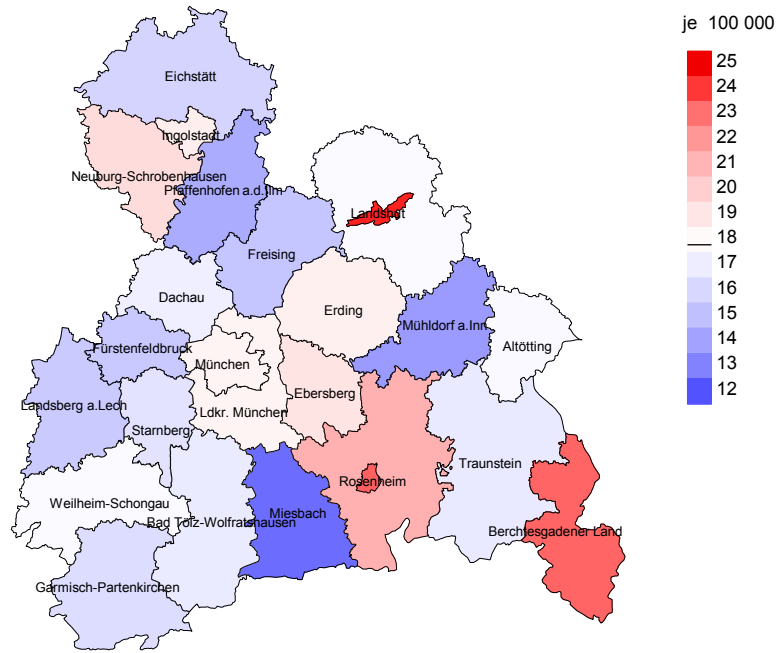 je 100 000
25
24
23
22
21
20
19
18
17
16
15
14
13
12
Eichstätt
Ingolstadt
Neuburg-Schrobenhausen
Pfaffenhofen a.d.Ilm
Landshut
Freising
Dachau
Erding
Mühldorf a.Inn
Altötting
Fürstenfeldbruck
München
Ebersberg
Landsberg a.Lech
Ldkr. München
Starnberg
Traunstein
Rosenheim
Weilheim-Schongau
Bad Tölz-Wolfratshausen
Miesbach
Berchtesgadener Land
Garmisch-Partenkirchen